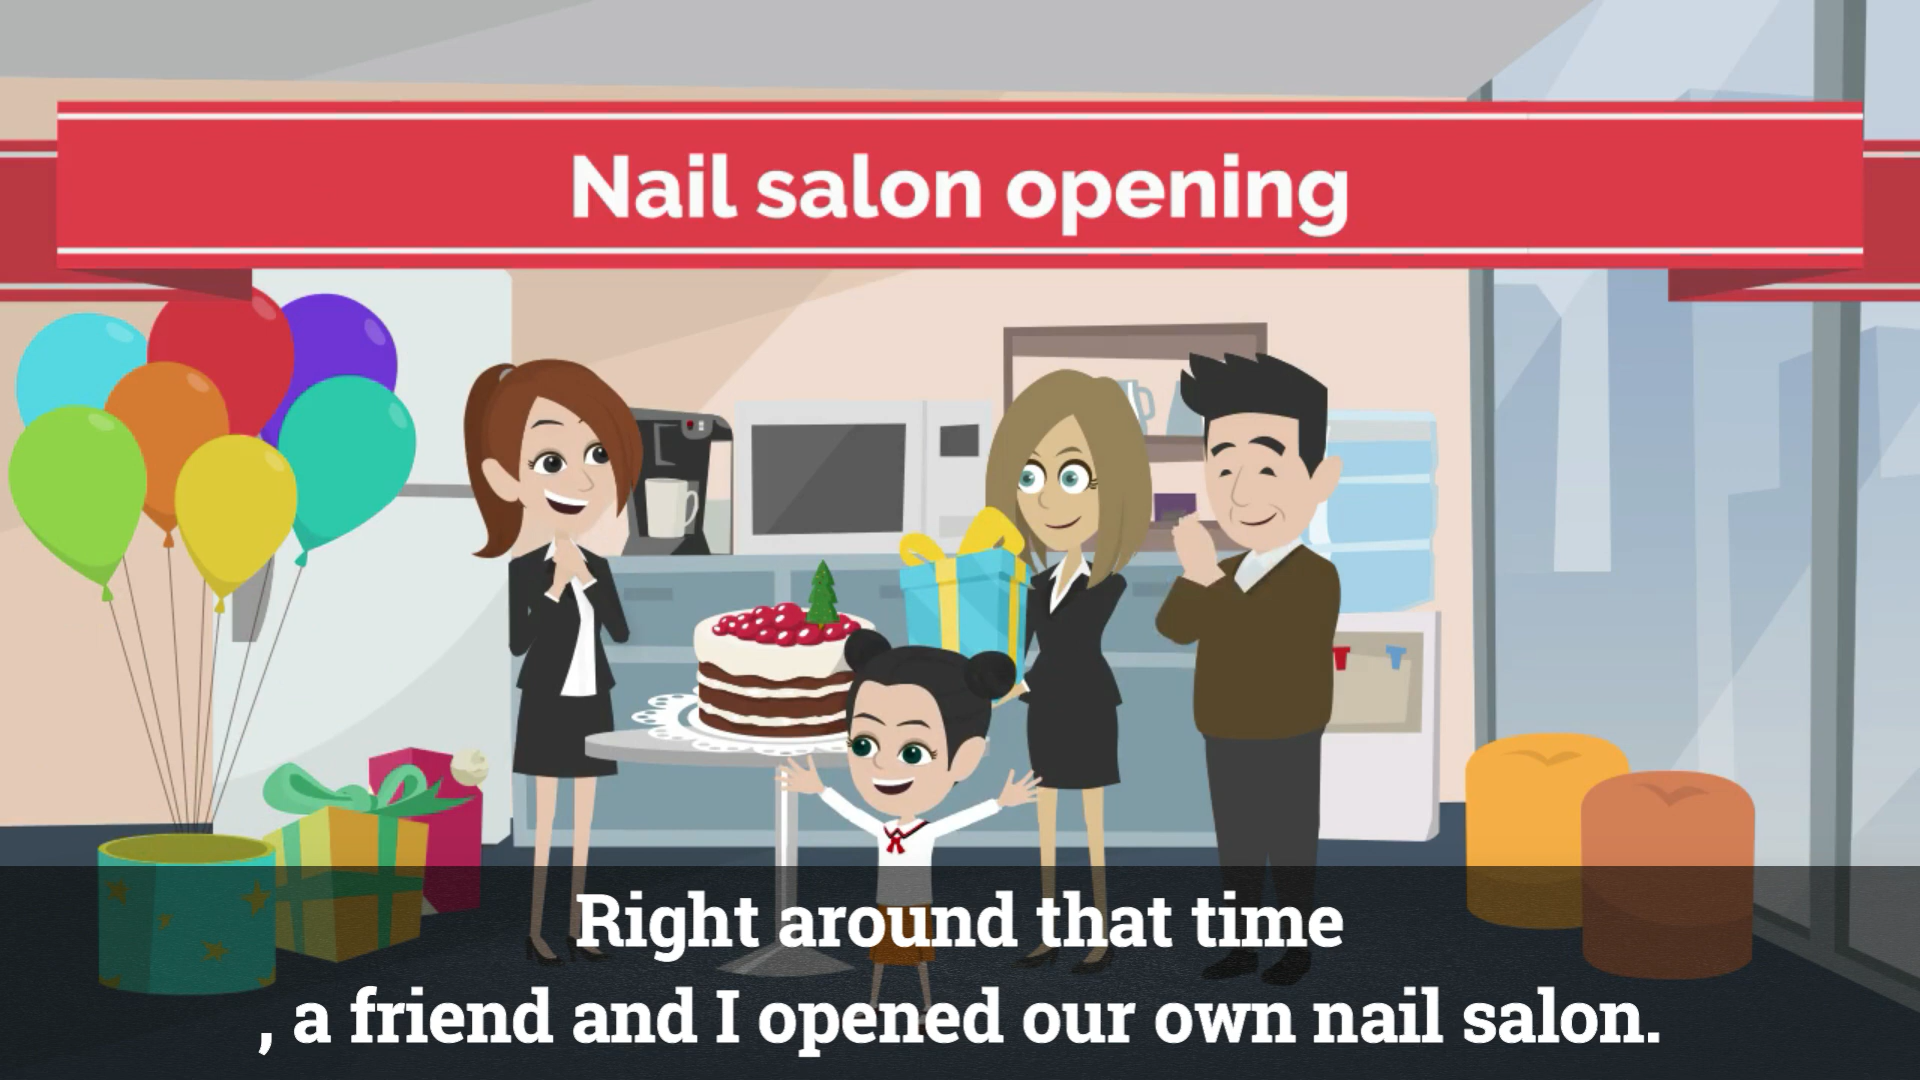 Nail salon opening
Right around that time
, a friend and I opened our own nail salon.